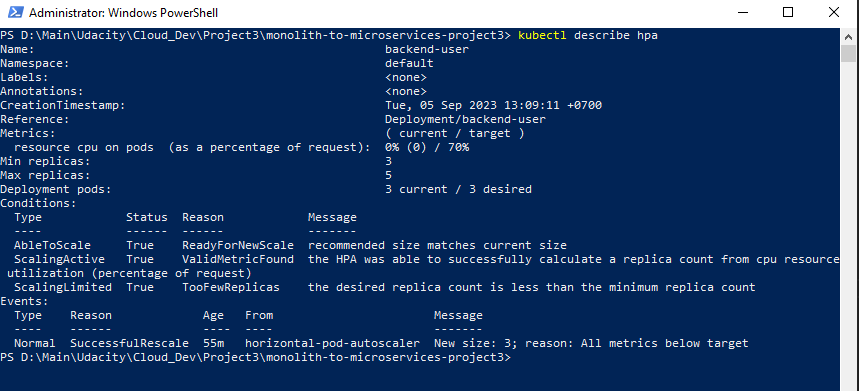 Administrator: Windows PowerShell
PS D:\Main\Udacity\Cloud_Dev\Project3\monolith-to-microservices-project3> kubectl describe hpa
Name:                                                  backend-user
Namespace:                                             default
Labels:                                                <none>
Annotations:                                           <none>
CreationTimestamp:                                     Tue, 05 Sep 2023 13:09:11 +0700
Reference:                                             Deployment/backend-user
Metrics:                                               ( current / target )
  resource cpu on pods  (as a percentage of request):  0% (0) / 70%
Min replicas:                                          3
Max replicas:                                          5
Deployment pods:                                       3 current / 3 desired
Conditions:
  Type            Status  Reason            Message
  ----            ------  ------            -------
  AbleToScale     True    ReadyForNewScale  recommended size matches current size
  ScalingActive   True    ValidMetricFound  the HPA was able to successfully calculate a replica count from cpu resource
 utilization (percentage of request)
  ScalingLimited  True    TooFewReplicas    the desired replica count is less than the minimum replica count
Events:
  Type    Reason             Age   From                       Message
  ----    ------             ----  ----                       -------
  Normal  SuccessfulRescale  55m   horizontal-pod-autoscaler  New size: 3; reason: All metrics below target
PS D:\Main\Udacity\Cloud_Dev\Project3\monolith-to-microservices-project3>